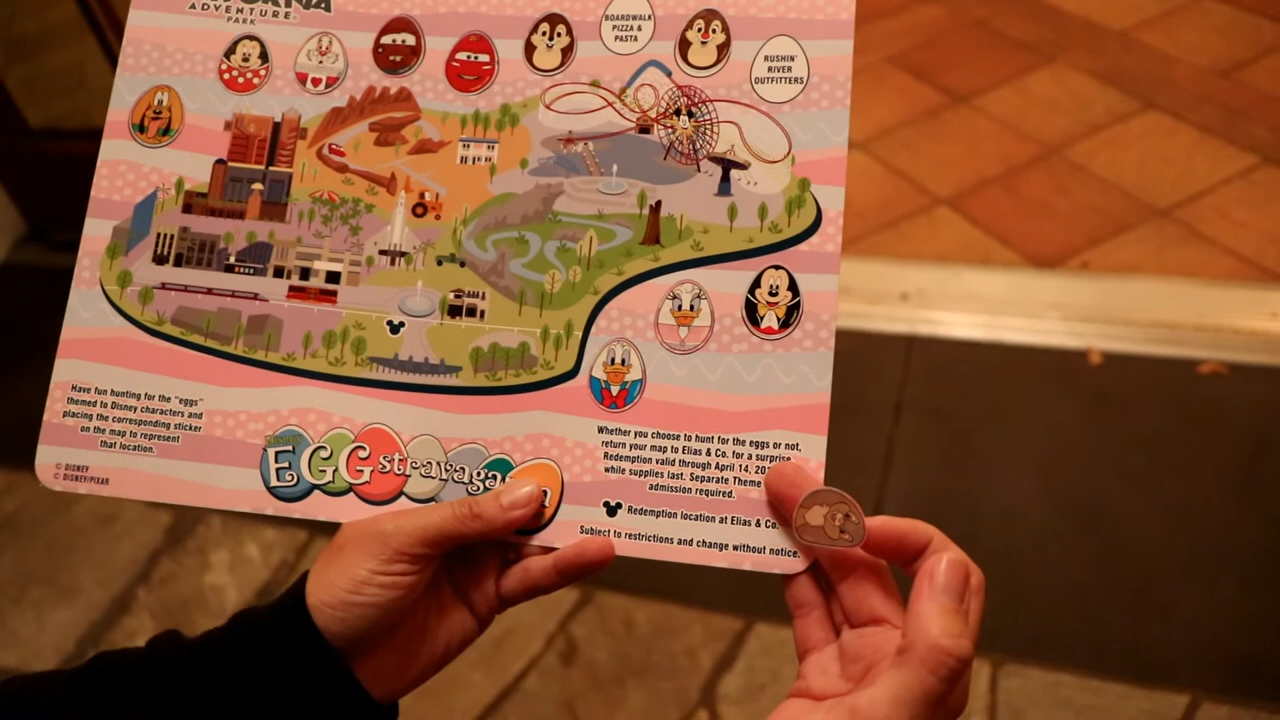 ADVENTURE
PARK
BOARDWALK
PIZZA &
PASTA
RUSHIN'
RIVER
OUTFITTERS
Have fun hunting for the "eggs"
themed to Disney characters and
placing the corresponding sticker
on the map to represent
that location.
© DISNEY
© DISNEY/PIXAR
Whether you choose to hunt for the eggs or not,
return your map to Elias & Co. for a surprise.
Redemption valid through April 14,
while supplies last. Separate Theme
admission required.
Redemption location at Elias & Co.
Subject to restrictions and change without notice.